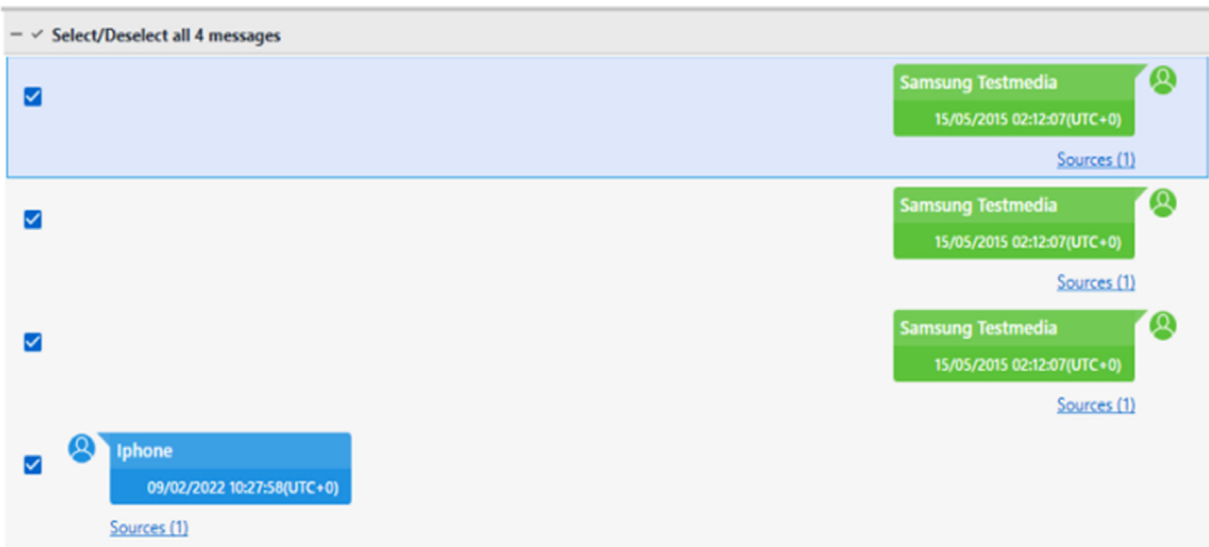 Select/Deselect all 4 messages
Samsung Testmedia
15/05/2015 02:12:07(UTC+0)
Sources (1)
Samsung Testmedia
15/05/2015 02:12:07(UTC+0)
Sources (1)
Samsung Testmedia
15/05/2015 02:12:07(UTC+0)
Sources (1)
Iphone
09/02/2022 10:27:58(UTC+0)
Sources (1)